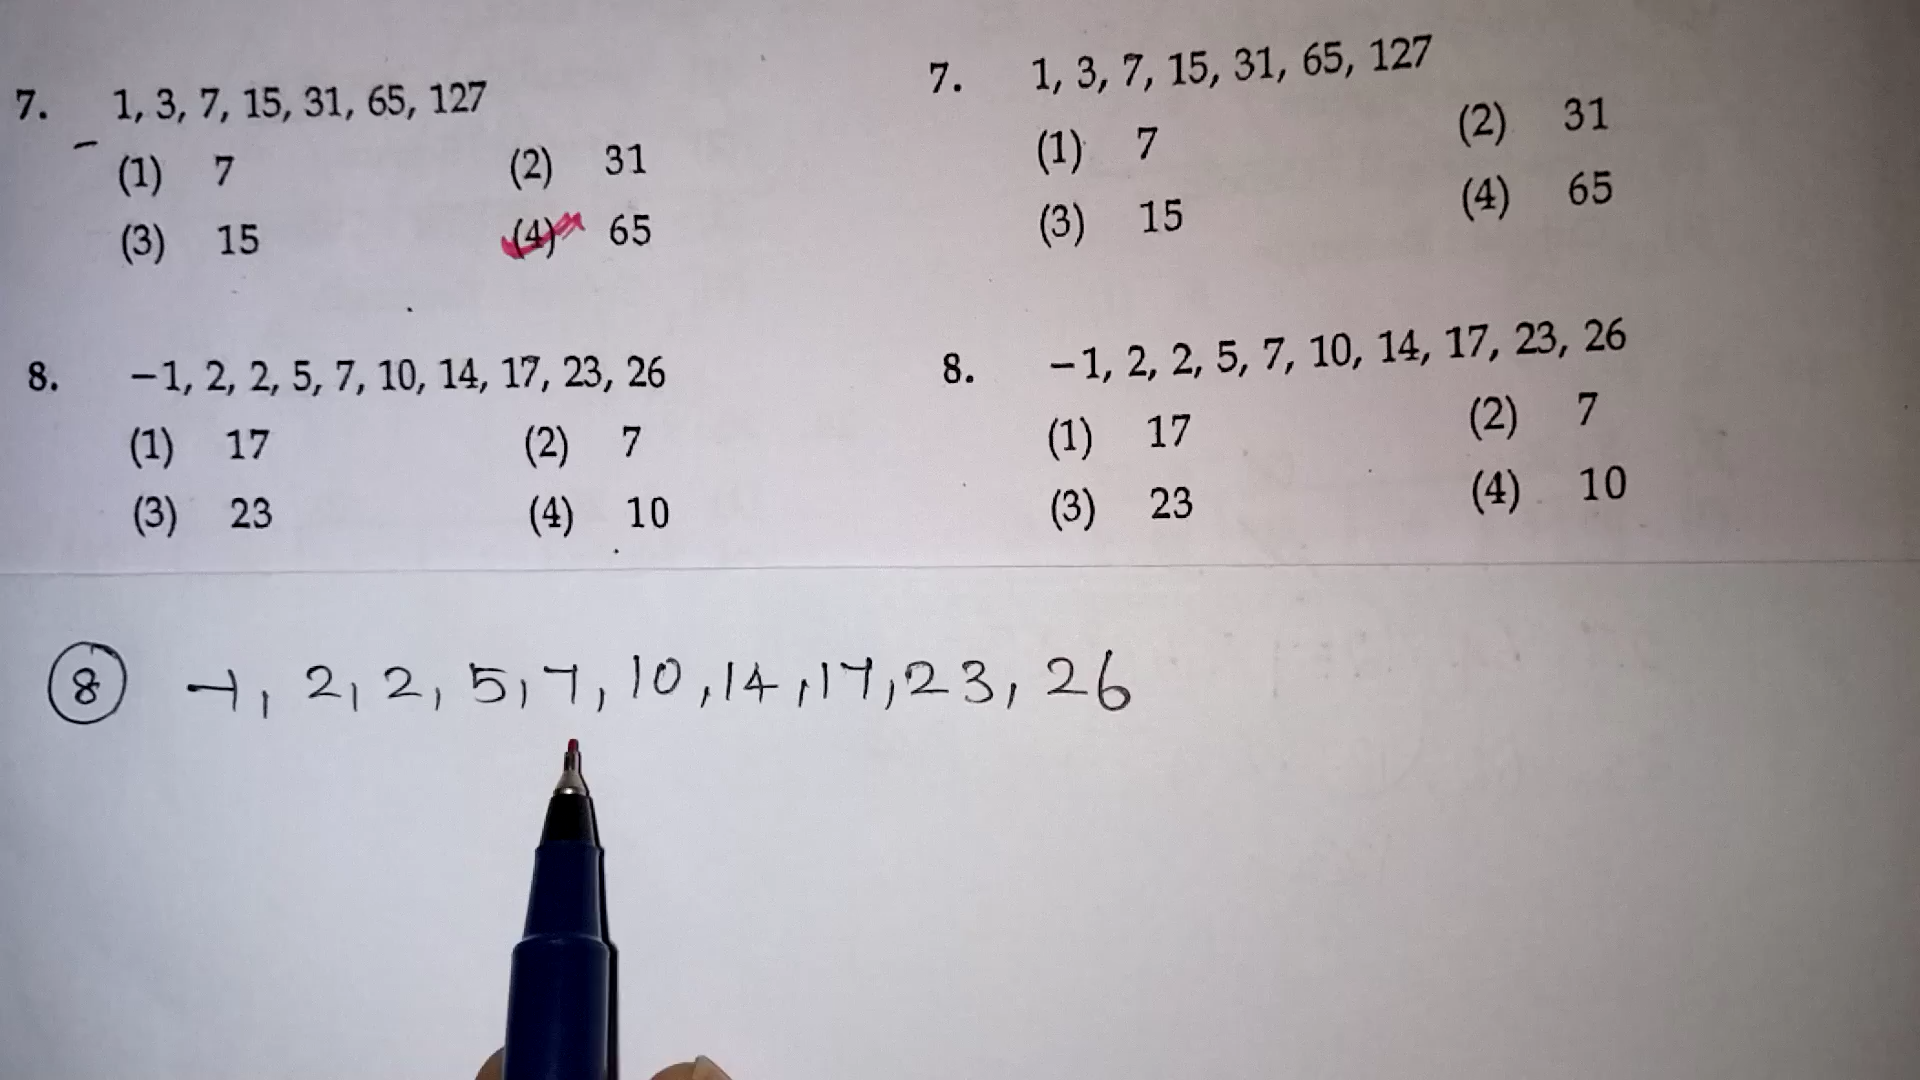 7. 1, 3, 7, 15, 31, 65, 127
(1) 7 (2) 31
(3) 15 (4) 65
8. −1, 2, 2, 5, 7, 10, 14, 17, 23, 26
(1) 17 (2) 7
(3) 23 (4) 10
7. 1, 3, 7, 15, 31, 65, 127
(1) 7 (2) 31
(3) 15 (4) 65
8. −1, 2, 2, 5, 7, 10, 14, 17, 23, 26
(1) 17 (2) 7
(3) 23 (4) 10
8 -1, 2, 2, 5, 7, 10, 14, 17, 23, 26